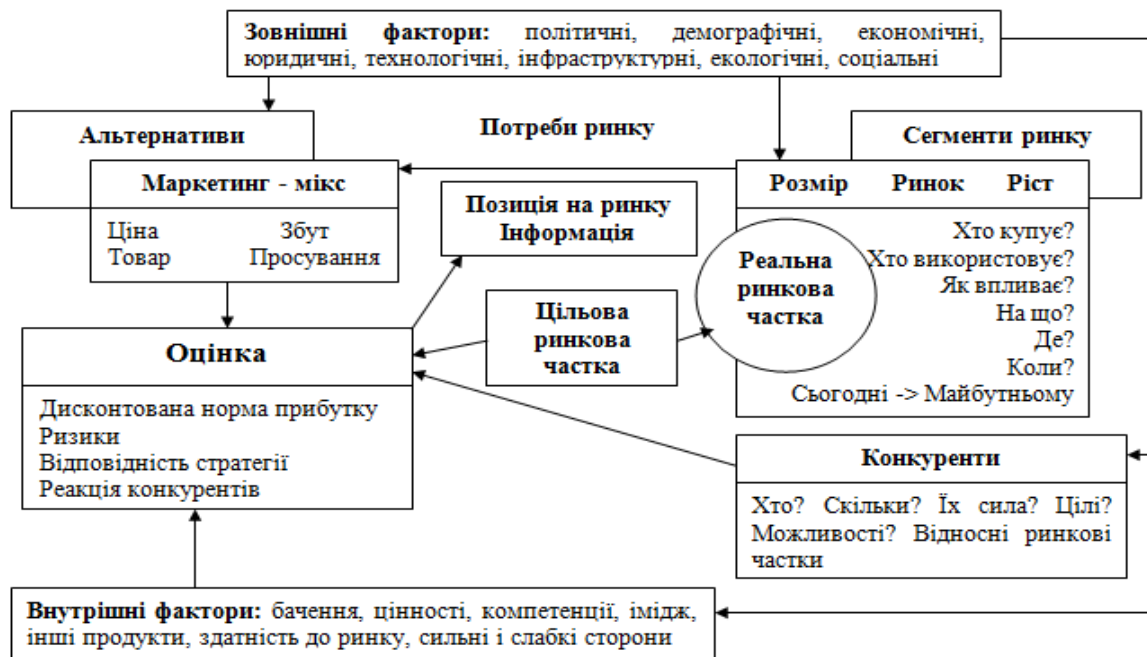 Зовнішні фактори: політичні, демографічні, економічні,
юридичні, технологічні, інфраструктурні, екологічні, соціальні
Альтернативи
Маркетинг - мікс
Ціна Збут
Товар Просування
Потреби ринку
Позиція на ринку
Інформація
Сегменти ринку
Розмір Ринок Ріст
Хто купує?
Хто використовує?
Як впливає?
На що?
Де?
Коли?
Сьогодні -> Майбутньому
Реальна
ринкова
частка
Цільова
ринкова
частка
Оцінка
Дисконтована норма прибутку
Ризики
Відповідність стратегії
Реакція конкурентів
Конкуренти
Хто? Скільки? Їх сила? Цілі?
Можливості? Відносні ринкові
частки
Внутрішні фактори: бачення, цінності, компетенції, імідж,
інші продукти, здатність до ринку, сильні і слабкі сторони